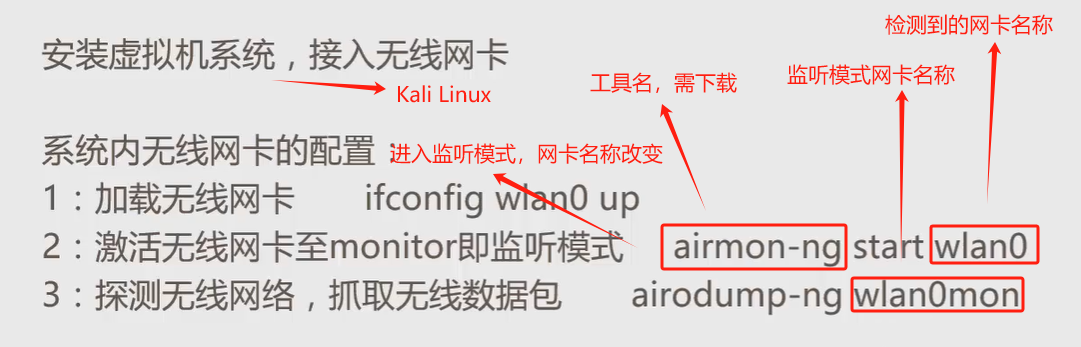 检测到的网卡名称
安装虚拟机系统，接入无线网卡
监听模式网卡名称
工具名，需下载
Kali Linux
系统内无线网卡的配置：
进入监听模式，网卡名称改变
1：加载无线网卡 ifconfig wlan0 up
2：激活无线网卡至monitor即监听模式 airmon-ng start wlan0
3：探测无线网络，抓取无线数据包 airodump-ng wlan0mon